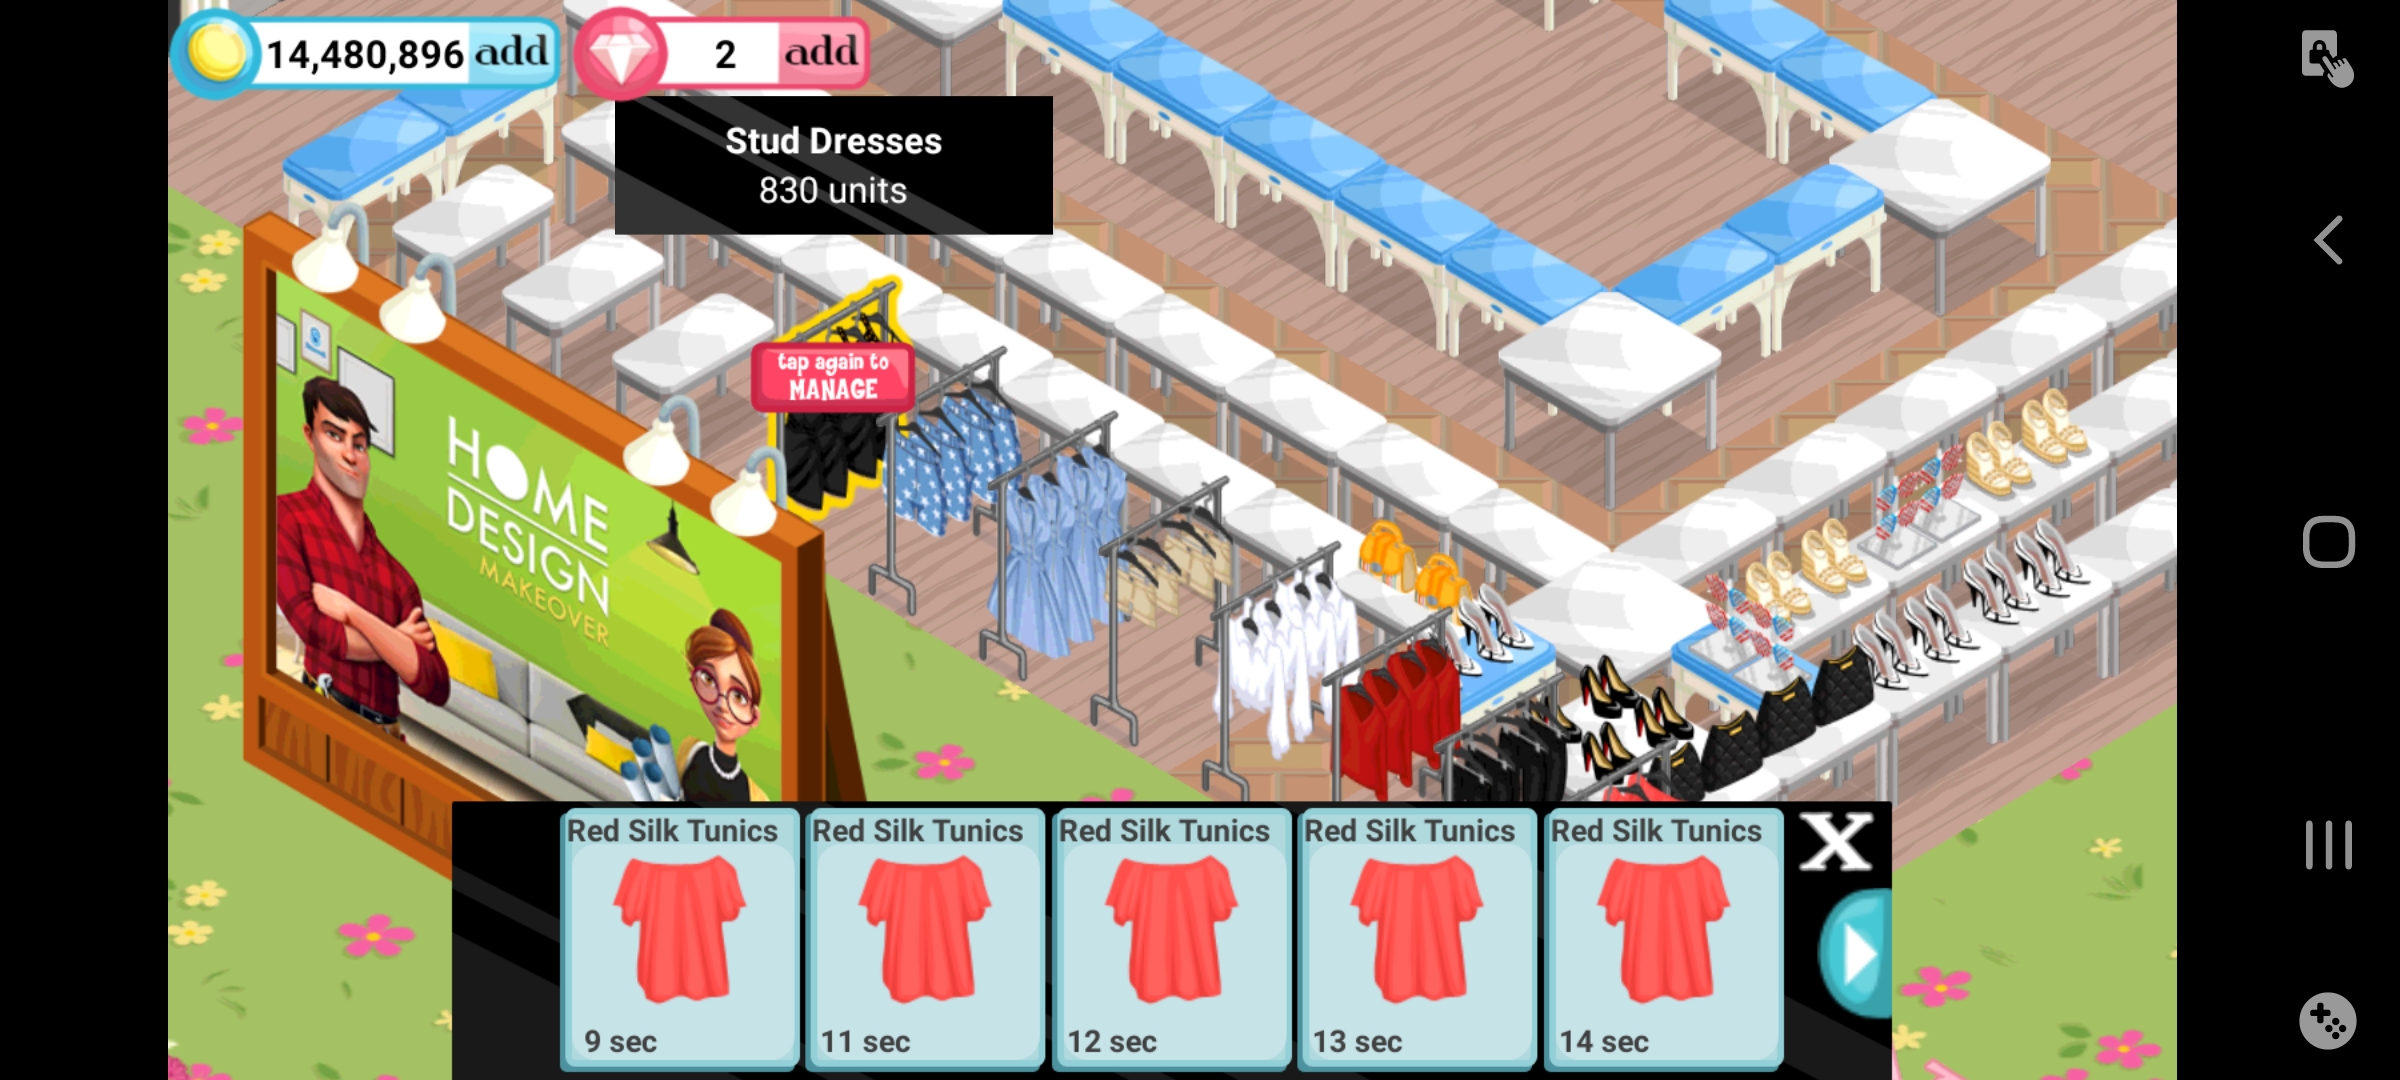 14,480,896 add
2 add
Stud Dresses
830 units
tap again to
MANAGE
HOME
DESIGN
MAKEOVER
Red Silk Tunics
9 sec
Red Silk Tunics
11 sec
Red Silk Tunics
12 sec
Red Silk Tunics
13 sec
Red Silk Tunics
14 sec
X